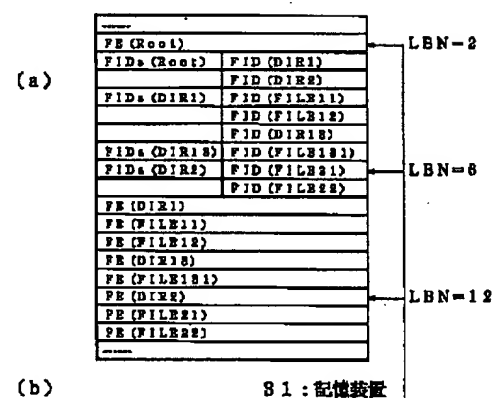 (a)
FE(Root)
FIDs(Root) FID(DIR1)
FID(DIR2)
FIDs(DIR1) FID(FILE11)
FID(FILE12)
FID(DIR13)
FIDs(DIR13) FID(FILE131)
FIDs(DIR2) FID(FILE21)
FID(FILE22)
FE(DIR1)
FE(FILE11)
FE(FILE12)
FE(DIR13)
FE(FILE131)
FE(DIR2)
FE(FILE21)
FE(FILE22)
LBN=2
LBN=6
LBN=12
(b)
31:記憶装置